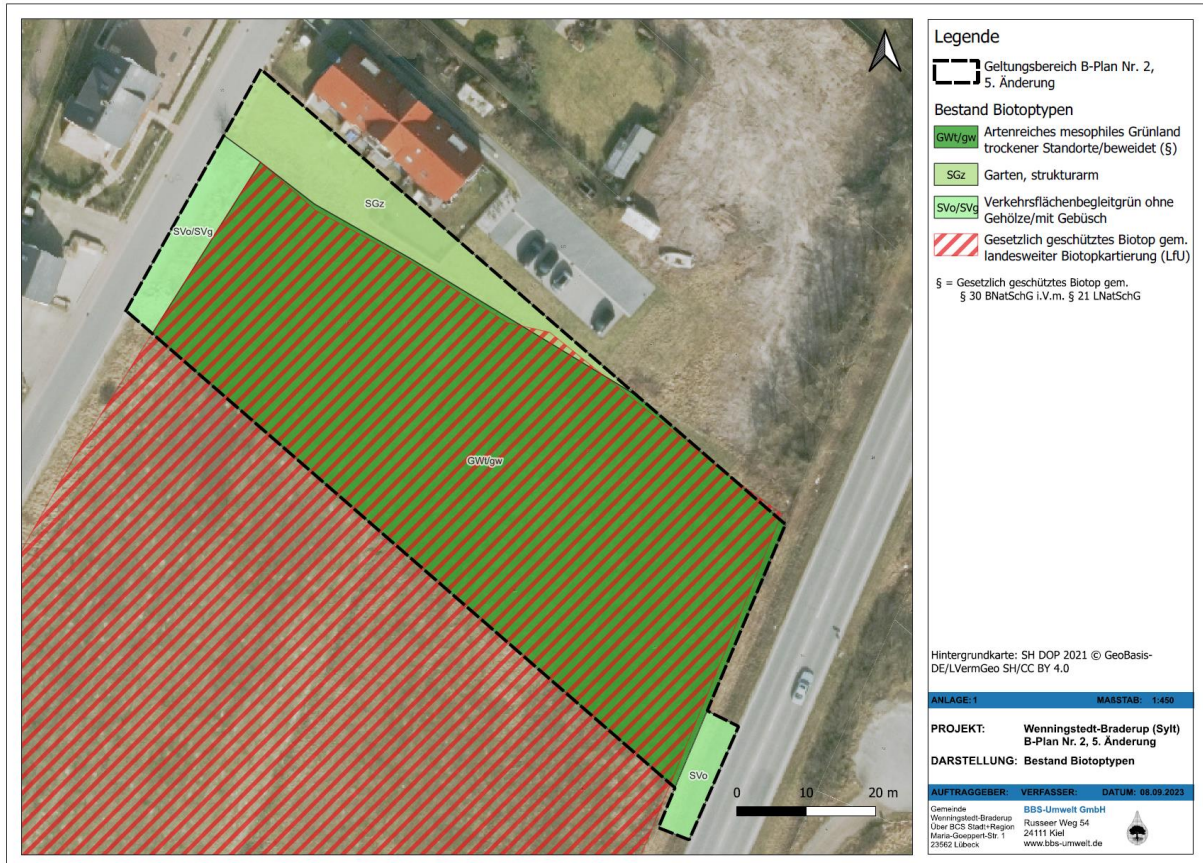 SGz
SVo/SVg
GWt/gw
SVo
0 10 20 m
Legende
Geltungsbereich B-Plan Nr. 2,
5. Änderung
Bestand Biotoptypen
GWt/gw
Artenreiches mesophiles Grünland
trockener Standorte/beweidet (§)
SGz
Garten, strukturarm
SVo/SVg
Verkehrsflächenbegleitgrün ohne
Gehölze/mit Gebüsch
Gesetzlich geschütztes Biotop gem.
landesweiter Biotopkartierung (LfU)
§ = Gesetzlich geschütztes Biotop gem.
§ 30 BNatSchG i.V.m. § 21 LNatSchG
Hintergrundkarte: SH DOP 2021 © GeoBasis-
DE/LVermGeo SH/CC BY 4.0
ANLAGE: 1 MAßSTAB: 1:450
PROJEKT: Wenningstedt-Braderup (Sylt)
B-Plan Nr. 2, 5. Änderung
DARSTELLUNG: Bestand Biotoptypen
AUFTRAGGEBER: VERFASSER: DATUM: 08.09.2023
Gemeinde
Wenningstedt-Braderup
Über BCS Stadt+Region
Maria-Goeppert-Str. 1
23562 Lübeck
BBS-Umwelt GmbH
Russeer Weg 54
24111 Kiel
www.bbs-umwelt.de